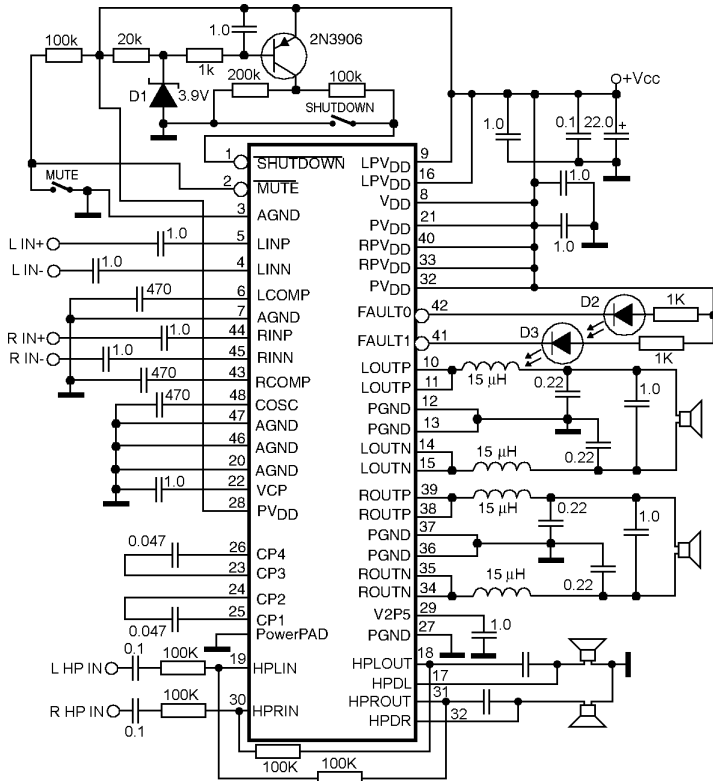 1.0
2N3906
100k
20k
1k
200k
100k
D1
3.9V
SHUTDOWN
+Vcc
1.0
0.1
22.0
+
1
SHUTDOWN
LPVDD
9
MUTE
2
MUTE
LPVDD
16
1.0
3
AGND
VDD
8
L IN+
1.0
5
LINP
PVDD
21
1.0
L IN-
1.0
4
LINN
RPVDD
40
470
6
LCOMP
RPVDD
33
7
AGND
PVDD
32
R IN+
1.0
44
RINP
FAULT0
42
D2
1K
R IN-
1.0
45
RINN
FAULT1
41
D3
1K
470
43
RCOMP
LOUTP
10
15 µH
0.22
1.0
470
48
COSC
LOUTP
11
47
AGND
PGND
12
46
AGND
PGND
13
20
AGND
LOUTN
14
15 µH
0.22
1.0
22
VCP
LOUTN
15
28
PVDD
ROUTP
39
15 µH
0.22
1.0
ROUTP
38
0.047
26
CP4
PGND
37
23
CP3
PGND
36
24
CP2
ROUTN
35
15 µH
0.22
0.047
25
CP1
ROUTN
34
PowerPAD
V2P5
29
1.0
PGND
27
L HP IN
0.1
100K
19
HPLIN
HPLOUT
18
HPDL
17
R HP IN
0.1
100K
30
HPRIN
HPROUT
31
HPDR
32
100K
100K